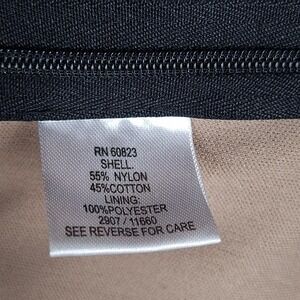 RN 60823
SHELL:
55% NYLON
45%COTTON
LINING:
100%POLYESTER
2907 / 11660
SEE REVERSE FOR CARE